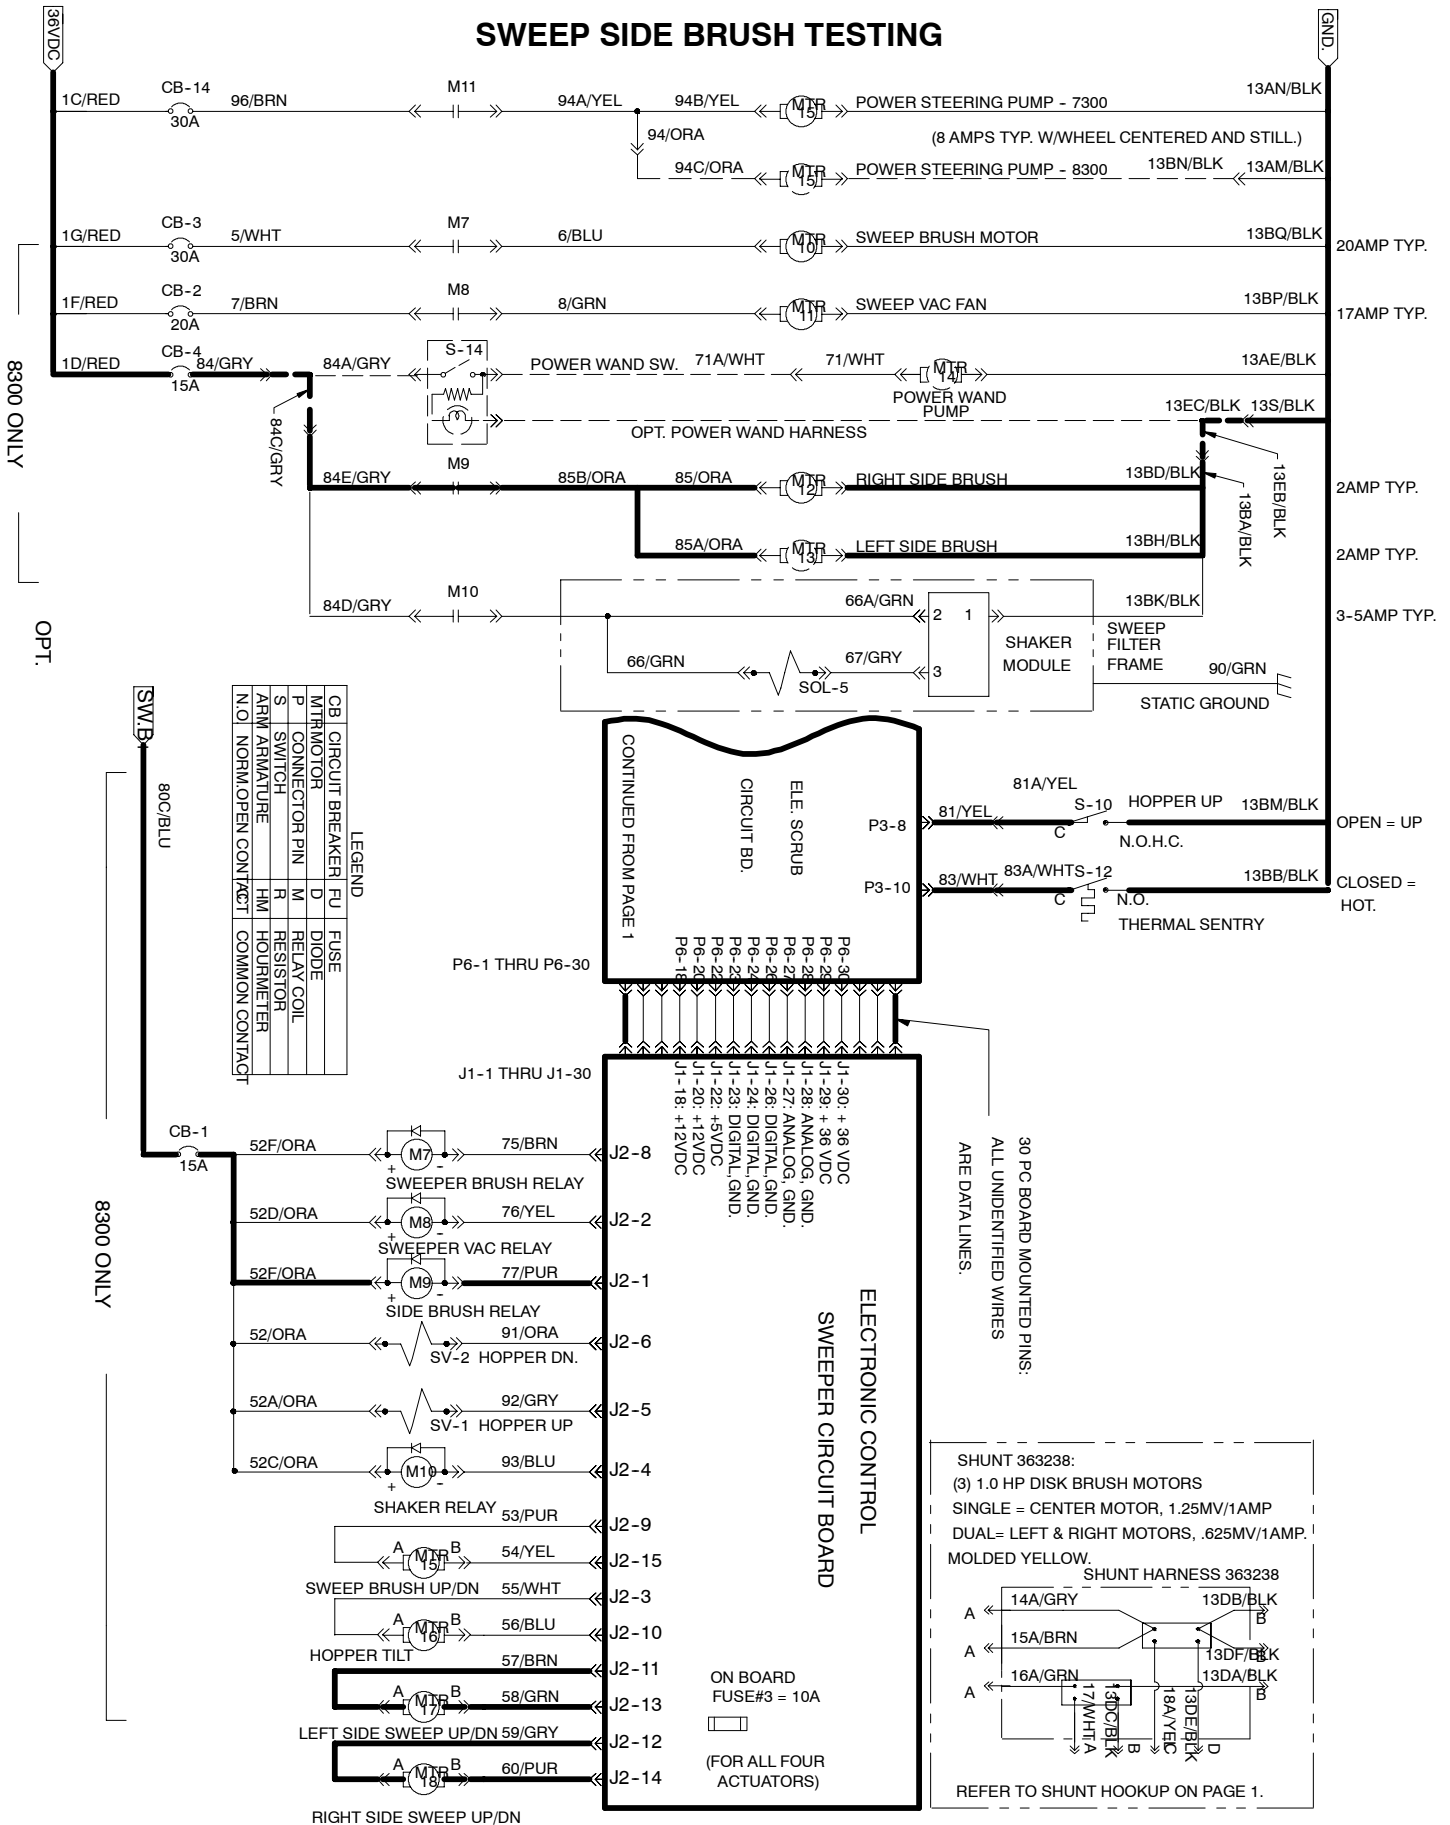 SWEEP SIDE BRUSH TESTING
36VDC
GND.
1C/RED
CB-14
30A
96/BRN
M11
94A/YEL
94B/YEL
MTR
15
POWER STEERING PUMP - 7300
13AN/BLK
94/ORA
(8 AMPS TYP. W/WHEEL CENTERED AND STILL.)
94C/ORA
MTR
15
POWER STEERING PUMP - 8300
13BN/BLK
13AM/BLK
1G/RED
CB-3
30A
5/WHT
M7
6/BLU
MTR
10
SWEEP BRUSH MOTOR
13BQ/BLK
20AMP TYP.
1F/RED
CB-2
20A
7/BRN
M8
8/GRN
MTR
11
SWEEP VAC FAN
13BP/BLK
17AMP TYP.
8300 ONLY
OPT.
1D/RED
CB-4
15A
84/GRY
84A/GRY
S-14
POWER WAND SW.
71A/WHT
71/WHT
MTR
14
POWER WAND
PUMP
13AE/BLK
84C/GRY
OPT. POWER WAND HARNESS
13EC/BLK
13S/BLK
13EB/BLK
13BA/BLK
84E/GRY
M9
85B/ORA
85/ORA
MTR
12
RIGHT SIDE BRUSH
13BD/BLK
2AMP TYP.
85A/ORA
MTR
13
LEFT SIDE BRUSH
13BH/BLK
2AMP TYP.
84D/GRY
M10
66A/GRN
2
1
13BK/BLK
3-5AMP TYP.
66/GRN
SOL-5
67/GRY
3
SHAKER
MODULE
SWEEP
FILTER
FRAME
90/GRN
STATIC GROUND
SW.B+
80C/BLU
LEGEND
CB CIRCUIT BREAKER FU FUSE
MTR MOTOR D DIODE
P CONNECTOR PIN M RELAY COIL
S SWITCH R RESISTOR
ARM ARMATURE HM HOURMETER
N.O NORM.OPEN CONTACT C COMMON CONTACT
CONTINUED FROM PAGE 1
CIRCUIT BD.
ELE. SCRUB
P3-8
81/YEL
81A/YEL
S-10
HOPPER UP
C
N.O.H.C.
13BM/BLK
OPEN = UP
P3-10
83/WHT
83A/WHT
S-12
C
N.O.
THERMAL SENTRY
13BB/BLK
CLOSED =
HOT.
P6-1 THRU P6-30
P6-18
P6-20
P6-22
P6-23
P6-24
P6-26
P6-27
P6-28
P6-29
P6-30
J1-1 THRU J1-30
J1-18: +12VDC
J1-20: +12VDC
J1-22: +5VDC
J1-23: DIGITAL,GND.
J1-24: DIGITAL,GND.
J1-26: DIGITAL,GND.
J1-27: ANALOG, GND.
J1-28: ANALOG, GND.
J1-29: + 36 VDC
J1-30: + 36 VDC
30 PC BOARD MOUNTED PINS:
ALL UNIDENTIFIED WIRES
ARE DATA LINES.
8300 ONLY
CB-1
15A
52F/ORA
M7
+
-
75/BRN
J2-8
SWEEPER BRUSH RELAY
52D/ORA
M8
+
-
76/YEL
J2-2
SWEEPER VAC RELAY
52F/ORA
M9
+
-
77/PUR
J2-1
SIDE BRUSH RELAY
52/ORA
91/ORA
J2-6
SV-2 HOPPER DN.
52A/ORA
92/GRY
J2-5
SV-1 HOPPER UP
52C/ORA
M10
+
-
93/BLU
J2-4
SHAKER RELAY
53/PUR
J2-9
A
MTR
15
B
54/YEL
J2-15
SWEEP BRUSH UP/DN
55/WHT
J2-3
A
MTR
16
B
56/BLU
J2-10
HOPPER TILT
57/BRN
J2-11
A
MTR
17
B
58/GRN
J2-13
LEFT SIDE SWEEP UP/DN
59/GRY
J2-12
A
MTR
18
B
60/PUR
J2-14
RIGHT SIDE SWEEP UP/DN
ELECTRONIC CONTROL
SWEEPER CIRCUIT BOARD
ON BOARD
FUSE#3 = 10A
(FOR ALL FOUR
ACTUATORS)
SHUNT 363238:
(3) 1.0 HP DISK BRUSH MOTORS
SINGLE = CENTER MOTOR, 1.25MV/1AMP
DUAL= LEFT & RIGHT MOTORS, .625MV/1AMP.
MOLDED YELLOW.
SHUNT HARNESS 363238
A
14A/GRY
13DB/BLK
B
A
15A/BRN
13DF/BLK
B
A
16A/GRN
13DA/BLK
B
17/WHT A
13DC/BLK
B
18A/YEL
C
13DE/BLK
D
REFER TO SHUNT HOOKUP ON PAGE 1.